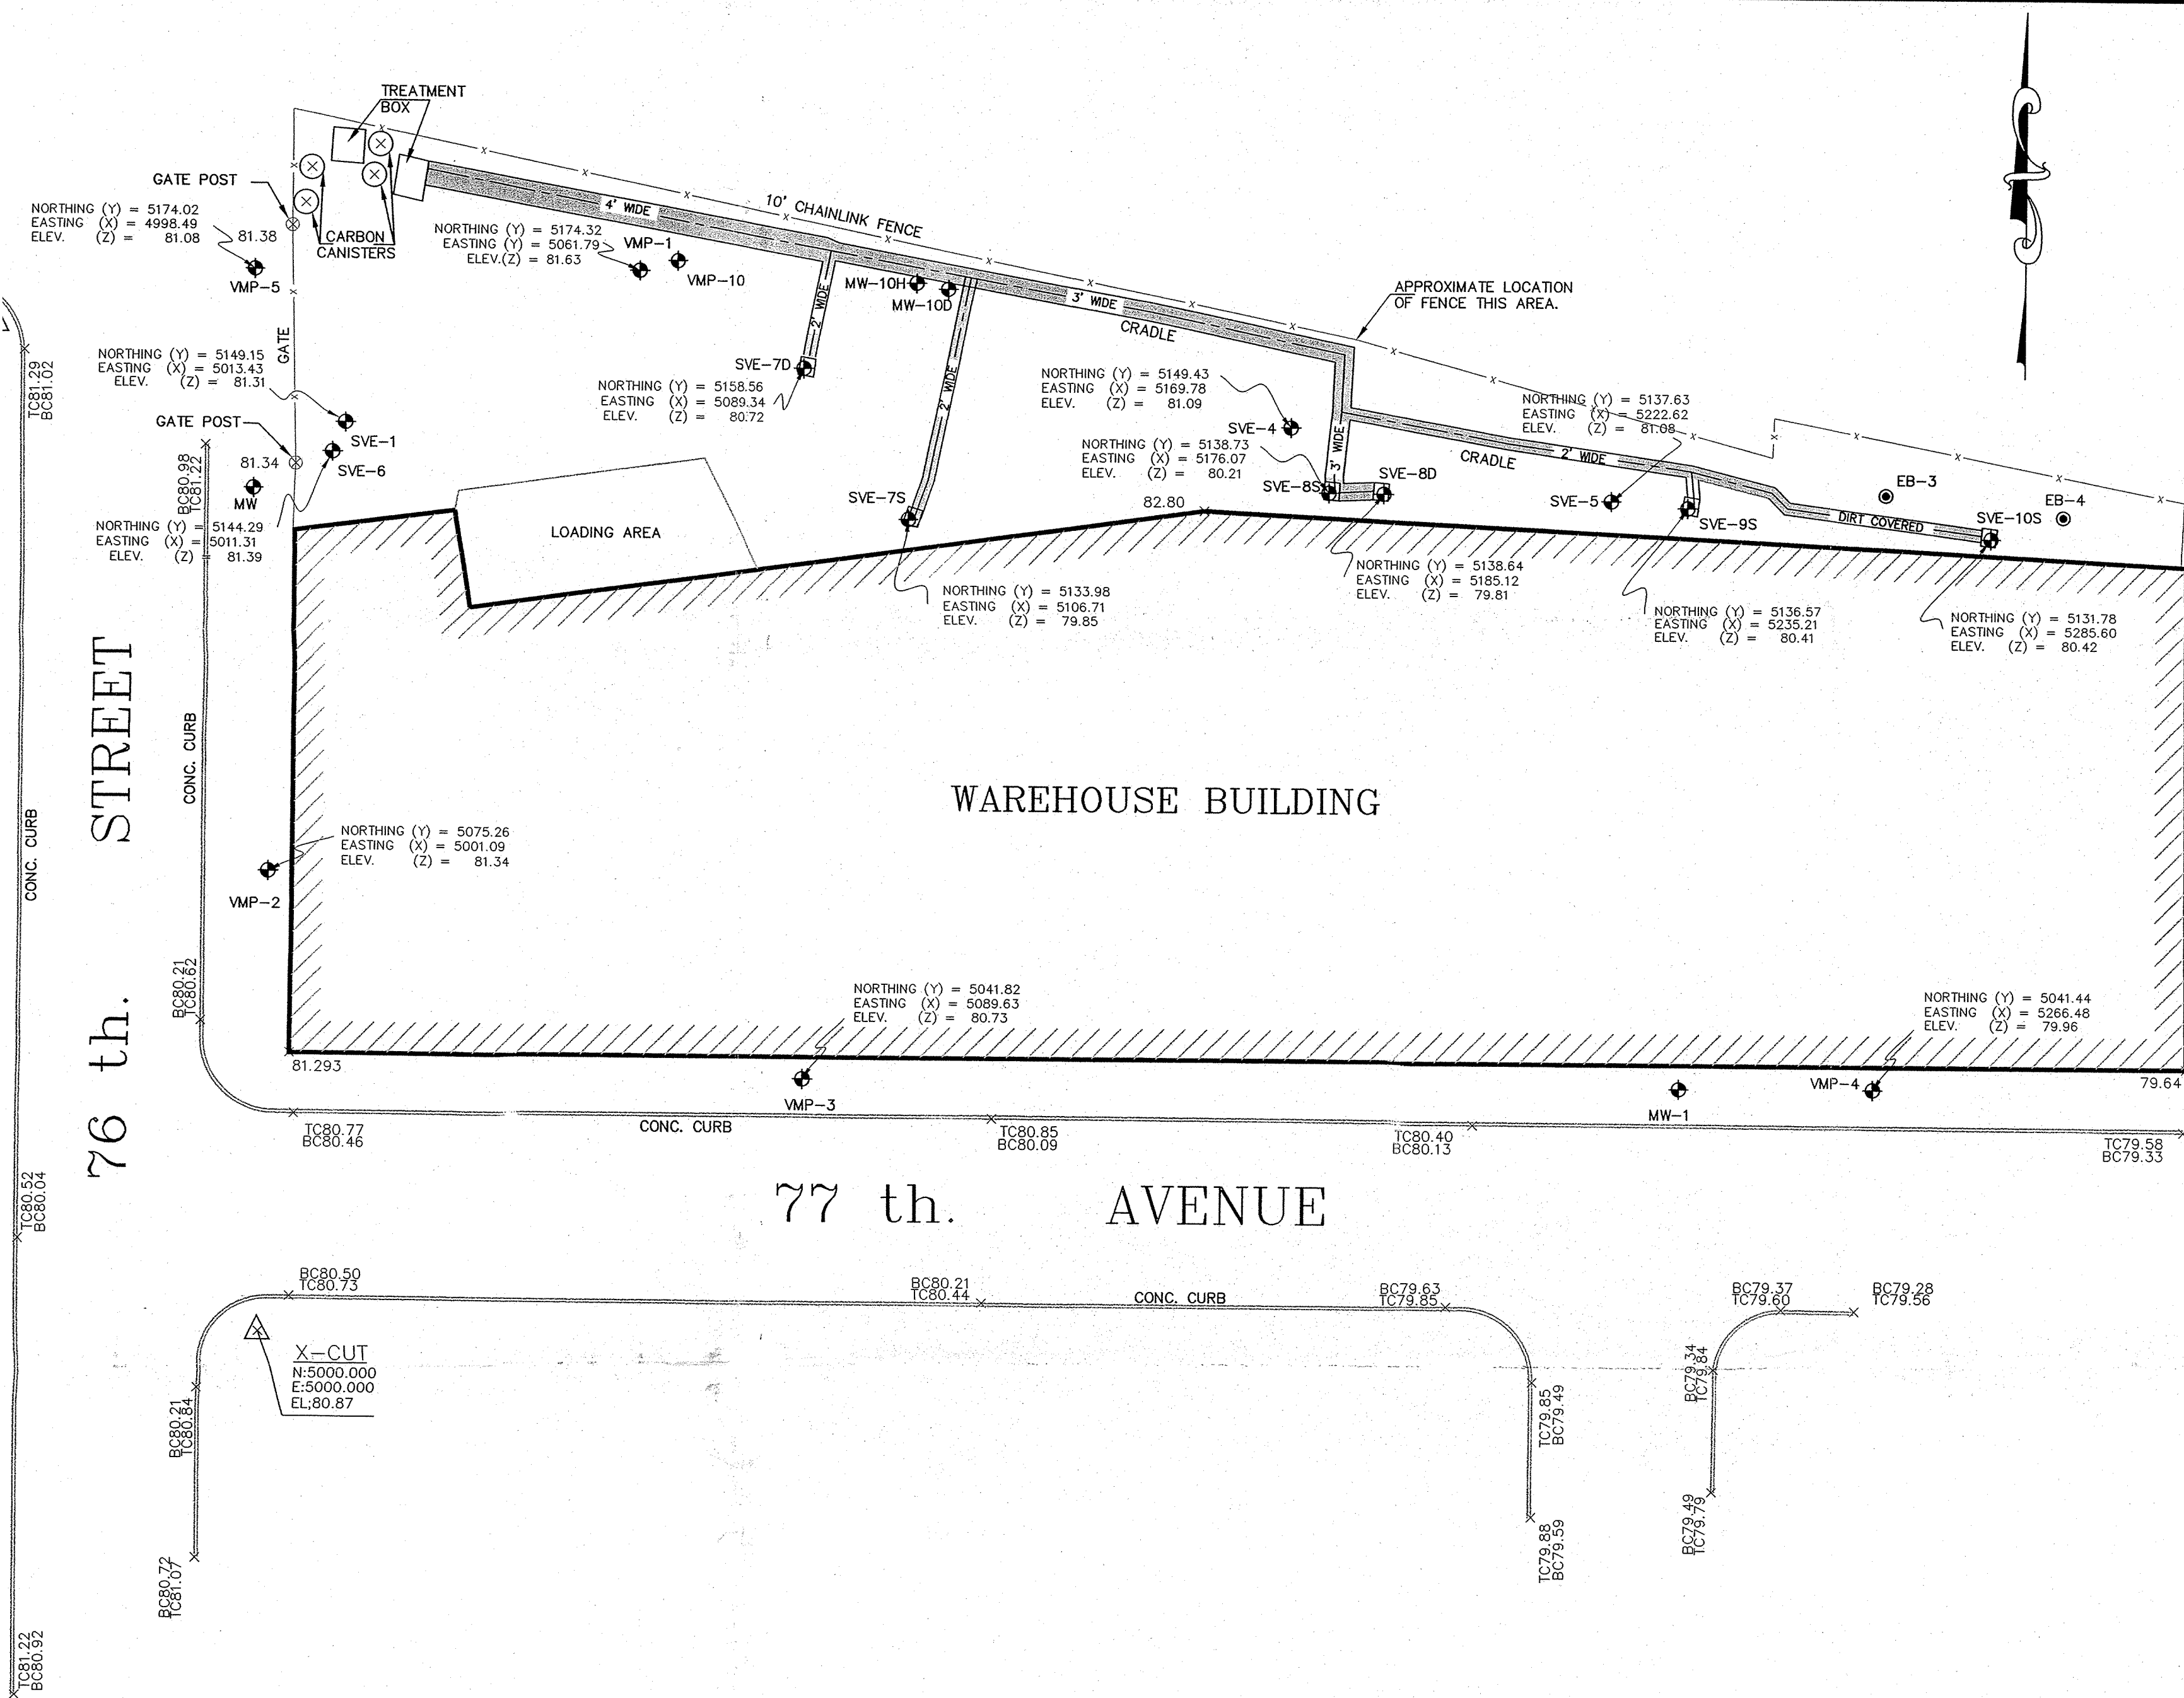 TREATMENT
BOX
GATE POST
NORTHING (Y) = 5174.02
EASTING (X) = 4998.49
ELEV. (Z) = 81.08
81.38
VMP-5
CARBON
CANISTERS
4' WIDE
10' CHAINLINK FENCE
NORTHING (Y) = 5174.32
EASTING (Y) = 5061.79
ELEV.(Z) = 81.63
VMP-1
VMP-10
2' WIDE
MW-10H
MW-10D
3' WIDE
CRADLE
APPROXIMATE LOCATION
OF FENCE THIS AREA.
GATE
TC81.29
BC81.02
NORTHING (Y) = 5149.15
EASTING (X) = 5013.43
ELEV. (Z) = 81.31
GATE POST
SVE-1
SVE-6
81.34
MW
BC80.98
TC81.22
NORTHING (Y) = 5144.29
EASTING (X) = 5011.31
ELEV. (Z) = 81.39
SVE-7D
NORTHING (Y) = 5158.56
EASTING (X) = 5089.34
ELEV. (Z) = 80.72
2' WIDE
SVE-7S
LOADING AREA
NORTHING (Y) = 5133.98
EASTING (X) = 5106.71
ELEV. (Z) = 79.85
NORTHING (Y) = 5149.43
EASTING (X) = 5169.78
ELEV. (Z) = 81.09
SVE-4
NORTHING (Y) = 5138.73
EASTING (X) = 5176.07
ELEV. (Z) = 80.21
SVE-8S
3' WIDE
SVE-8D
82.80
NORTHING (Y) = 5138.64
EASTING (X) = 5185.12
ELEV. (Z) = 79.81
NORTHING (Y) = 5137.63
EASTING (X) = 5222.62
ELEV. (Z) = 81.08
CRADLE
2' WIDE
SVE-5
SVE-9S
NORTHING (Y) = 5136.57
EASTING (X) = 5235.21
ELEV. (Z) = 80.41
DIRT COVERED
EB-3
EB-4
SVE-10S
NORTHING (Y) = 5131.78
EASTING (X) = 5285.60
ELEV. (Z) = 80.42
76 th. STREET
CONC. CURB
CONC. CURB
WAREHOUSE BUILDING
NORTHING (Y) = 5075.26
EASTING (X) = 5001.09
ELEV. (Z) = 81.34
VMP-2
BC80.21
TC80.62
NORTHING (Y) = 5041.82
EASTING (X) = 5089.63
ELEV. (Z) = 80.73
NORTHING (Y) = 5041.44
EASTING (X) = 5266.48
ELEV. (Z) = 79.96
81.293
VMP-3
MW-1
VMP-4
79.64
TC80.77
BC80.46
CONC. CURB
TC80.85
BC80.09
TC80.40
BC80.13
TC79.58
BC79.33
TC80.52
BC80.04
77 th. AVENUE
BC80.50
TC80.73
BC80.21
TC80.44
CONC. CURB
BC79.63
TC79.85
BC79.37
TC79.60
BC79.28
TC79.56
X-CUT
N:5000.000
E:5000.000
EL;80.87
BC80.21
TC80.84
TC79.85
BC79.49
BC79.34
TC79.84
BC80.72
TC81.07
TC79.88
BC79.59
BC79.49
TC79.79
TC81.22
BC80.92